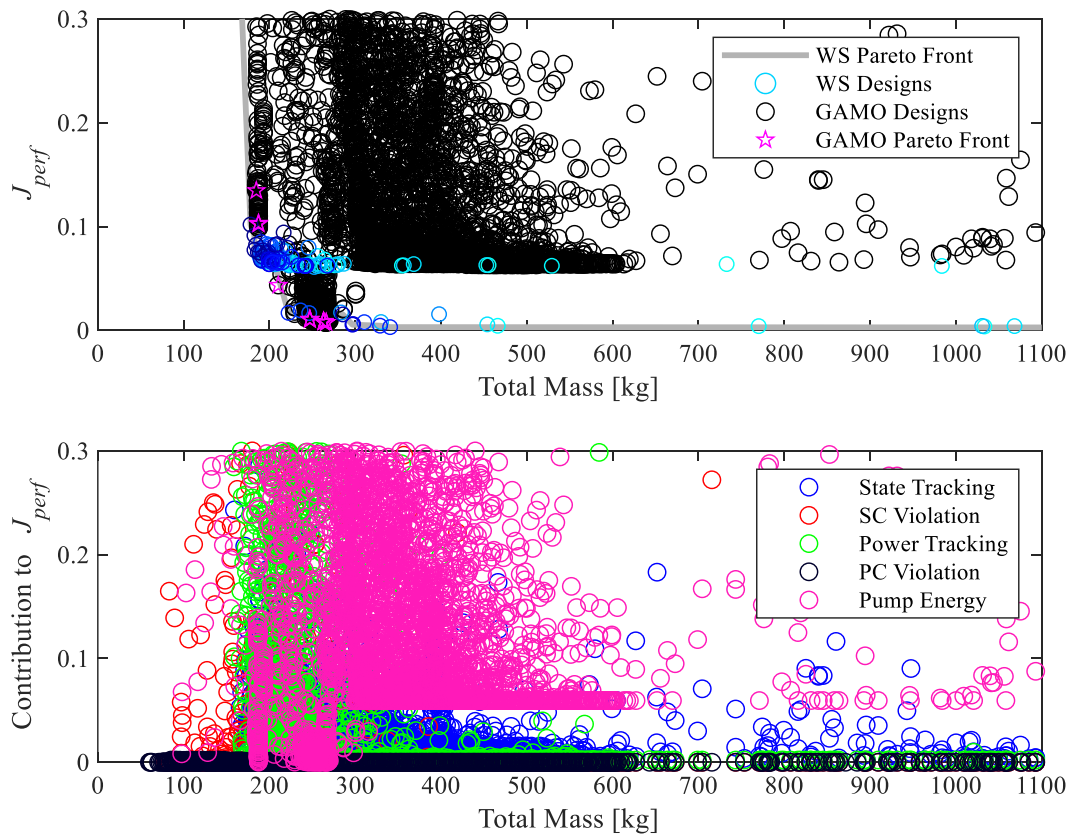 0.3
0.2
0.1
0
J_perf
WS Pareto Front
WS Designs
GAMO Designs
GAMO Pareto Front
0 100 200 300 400 500 600 700 800 900 1000 1100
Total Mass [kg]
0.3
0.2
0.1
0
Contribution to J_perf
State Tracking
SC Violation
Power Tracking
PC Violation
Pump Energy
0 100 200 300 400 500 600 700 800 900 1000 1100
Total Mass [kg]